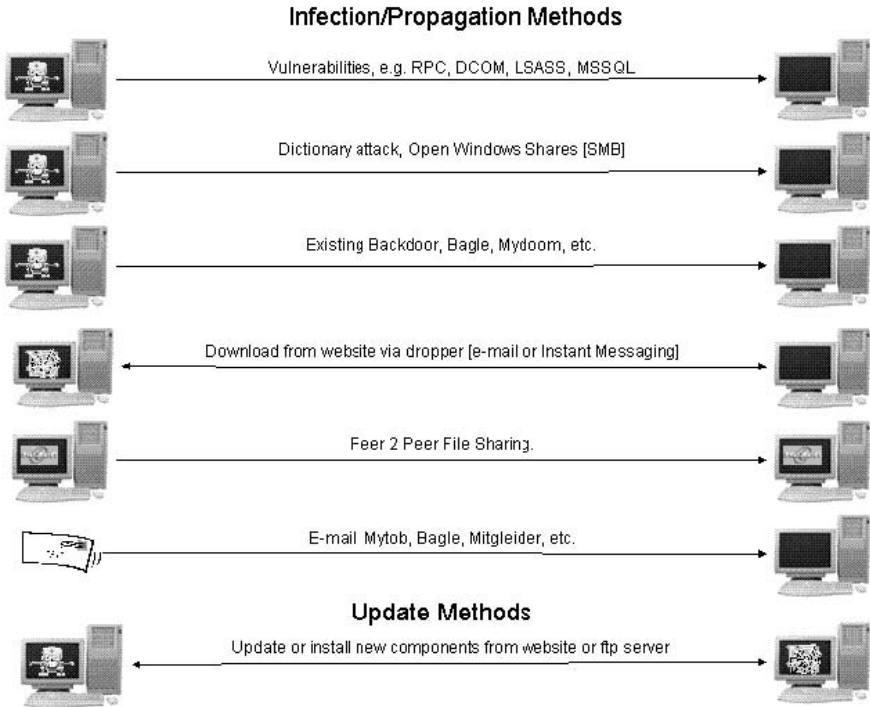 Infection/Propagation Methods
Vulnerabilities, e.g. RPC, DCOM, LSASS, MSSQL
Dictionary attack, Open Windows Shares [SMB]
Existing Backdoor, Bagle, Mydoom, etc.
Download from website via dropper [e-mail or Instant Messaging]
Peer 2 Peer File Sharing.
E-mail Mytob, Bagle, Mitgleider, etc.
Update Methods
Update or install new components from website or ftp server